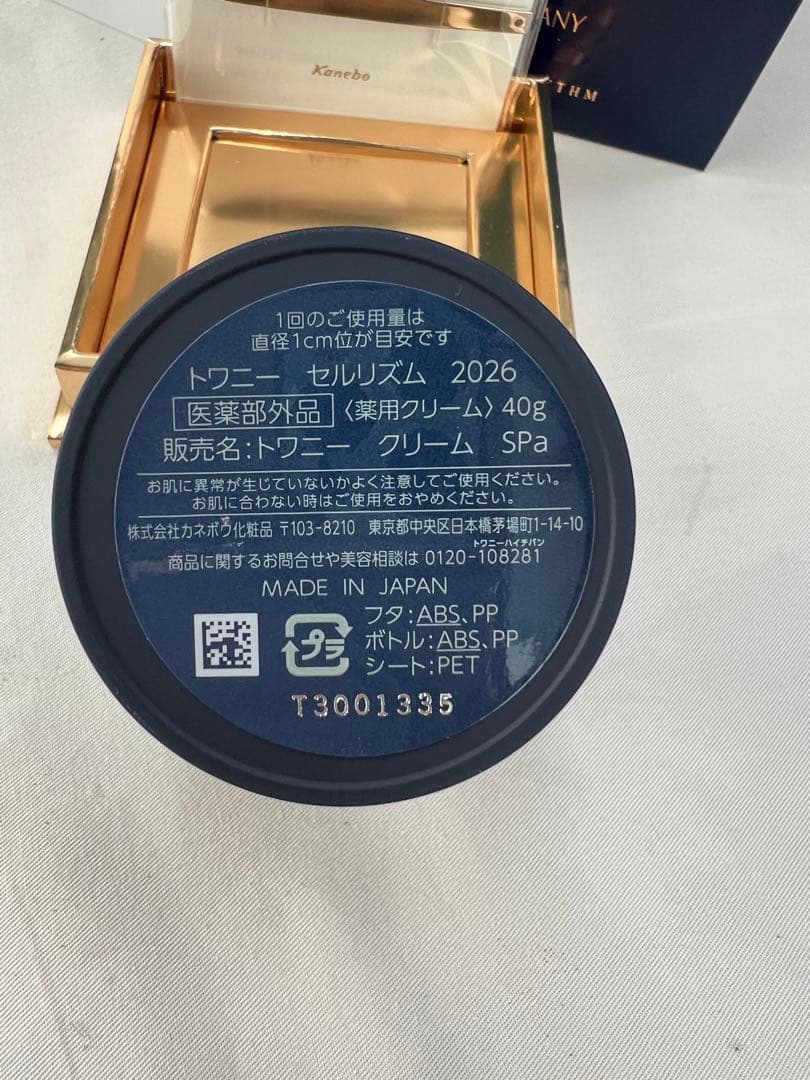 ANY
THM
Kanebo
1回のご使用量は
直径1cm位が目安です
トワニー セルリズム 2026
医薬部外品 〈薬用クリーム〉 40g
販売名:トワニー クリーム SPa
お肌に異常が生じていないかよく注意してご使用ください。
お肌に合わない時はご使用をおやめください。
株式会社カネボウ化粧品 〒103-8210 東京都中央区日本橋茅場町1-14-10
トワニーハイチバン
商品に関するお問合せや美容相談は 0120-108281
MADE IN JAPAN
フタ:ABS、PP
プラ ボトル:ABS、PP
シート:PET
T3001335